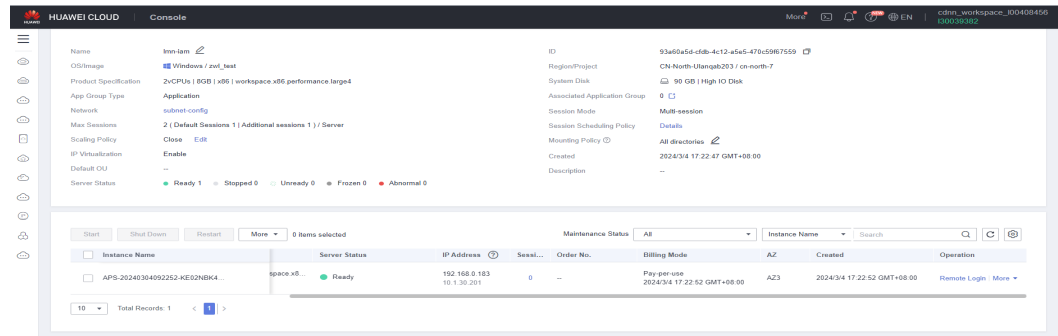 HUAWEI
HUAWEI CLOUD
Console
More
EN
cdnn_workspace_l00408456
l30039382
Name
lmn-iam
ID
93a60a5d-cfdb-4c12-a5e5-470c59f67559
OS/Image
Windows / zwl_test
Region/Project
CN-North-Ulanqab203 / cn-north-7
Product Specification
2vCPUs | 8GB | x86 | workspace.x86.performance.large4
System Disk
90 GB | High IO Disk
App Group Type
Application
Associated Application Group
0
Network
subnet-config
Session Mode
Multi-session
Max Sessions
2 ( Default Sessions 1 | Additional sessions 1 ) / Server
Session Scheduling Policy
Details
Scaling Policy
Close Edit
Mounting Policy
All directories
IP Virtualization
Enable
Created
2024/3/4 17:22:47 GMT+08:00
Default OU
--
Description
--
Server Status
Ready 1
Stopped 0
Unready 0
Frozen 0
Abnormal 0
Start
Shut Down
Restart
More
0 items selected
Maintenance Status
All
Instance Name
Search
Instance Name
Server Status
IP Address
Sessi...
Order No.
Billing Mode
AZ
Created
Operation
APS-20240304092252-KE02NBK4...
space.x8...
Ready
192.168.0.183
10.1.30.201
0
--
Pay-per-use
2024/3/4 17:22:52 GMT+08:00
AZ3
2024/3/4 17:22:52 GMT+08:00
Remote Login | More
10
Total Records: 1
< 1 >